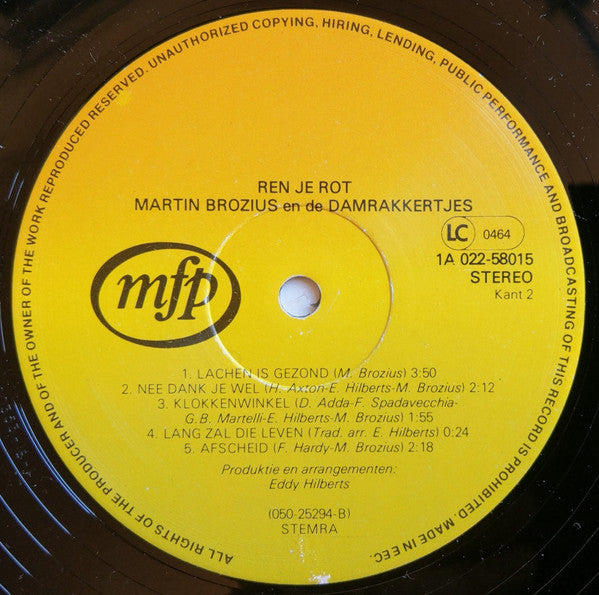 ALL RIGHTS OF THE PRODUCER AND OF THE OWNER OF THE WORK REPRODUCED RESERVED. UNAUTHORIZED COPYING, HIRING, LENDING, PUBLIC PERFORMANCE AND BROADCASTING OF THIS RECORD IS PROHIBITED. MADE IN EEC.
REN JE ROT
MARTIN BROZIUS en de DAMRAKKERTJES
LC 0464
1A 022-58015
STEREO
Kant 2
mfp
1. LACHEN IS GEZOND (M. Brozius) 3:50
2. NEE DANK JE WEL (H. Axton-E. Hilberts-M. Brozius) 2:12
3. KLOKKENWINKEL (D. Adda-F. Spadavecchia-
G.B. Martelli-E. Hilberts-M. Brozius) 1:55
4. LANG ZAL DIE LEVEN (Trad. arr. E. Hilberts) 0:24
5. AFSCHEID (F. Hardy-M. Brozius) 2:18
Produktie en arrangementen:
Eddy Hilberts
(050-25294-B)
STEMRA